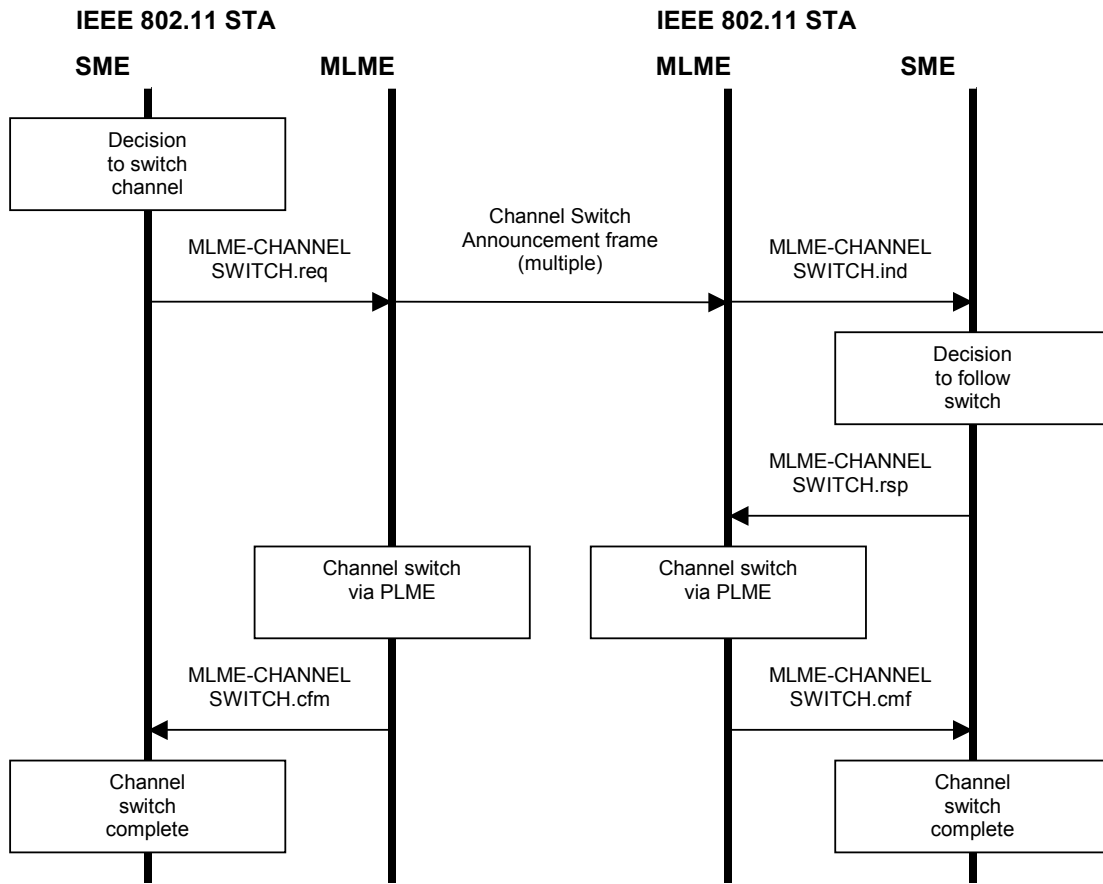 IEEE 802.11 STA
IEEE 802.11 STA
SME
MLME
MLME
SME
Decision
to switch
channel
MLME-CHANNEL
SWITCH.req
Channel Switch
Announcement frame
(multiple)
MLME-CHANNEL
SWITCH.ind
Decision
to follow
switch
MLME-CHANNEL
SWITCH.rsp
Channel switch
via PLME
Channel switch
via PLME
MLME-CHANNEL
SWITCH.cfm
MLME-CHANNEL
SWITCH.cmf
Channel
switch
complete
Channel
switch
complete